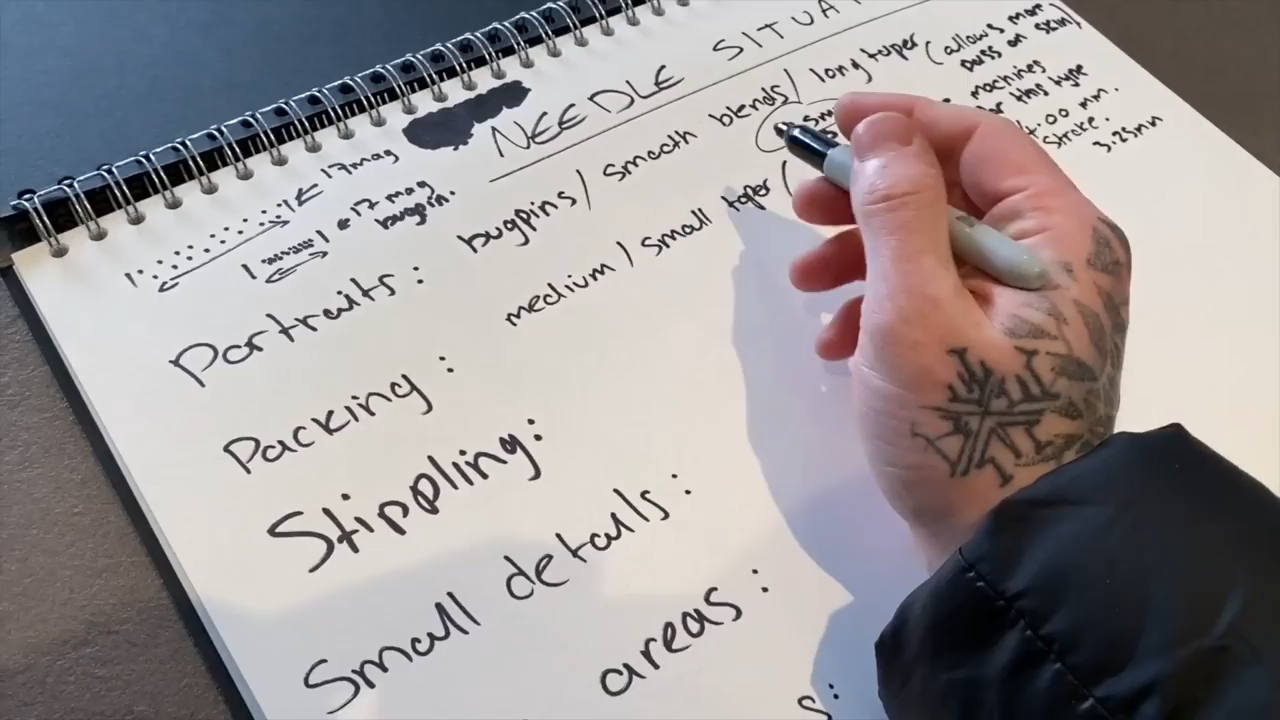 NEEDLE SITUA
17mag
17 mag
bugpin.
Portraits: bugpins/ smooth blends/ long taper (allows more
pass on skin)
machines
this type
4.00 mm.
Stroke.
3.25mm
Packing: medium / small taper (
Stippling:
Small details:
areas: